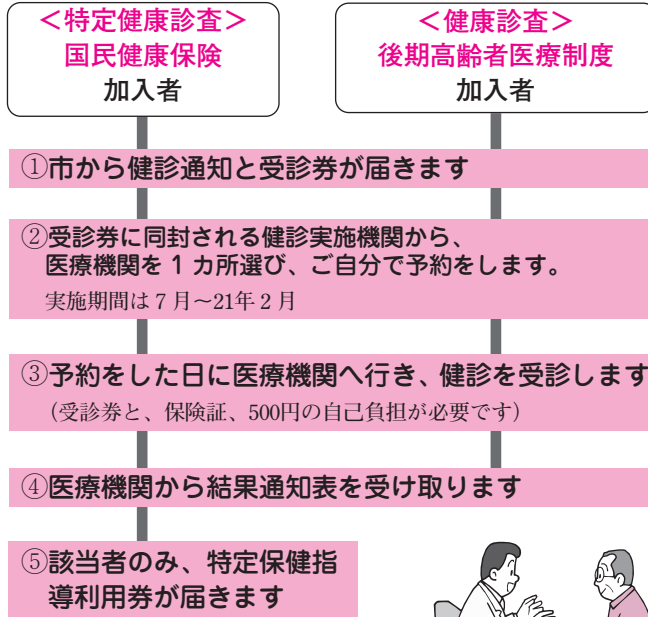 ＜特定健康診査＞
国民健康保険
加入者
＜健康診査＞
後期高齢者医療制度
加入者
①市から健診通知と受診券が届きます
②受診券に同封される健診実施機関から、
医療機関を1カ所選び、ご自分で予約をします。
実施期間は7月～21年2月
③予約をした日に医療機関へ行き、健診を受診します
（受診券と、保険証、500円の自己負担が必要です）
④医療機関から結果通知表を受け取ります
⑤該当者のみ、特定保健指
導利用券が届きます